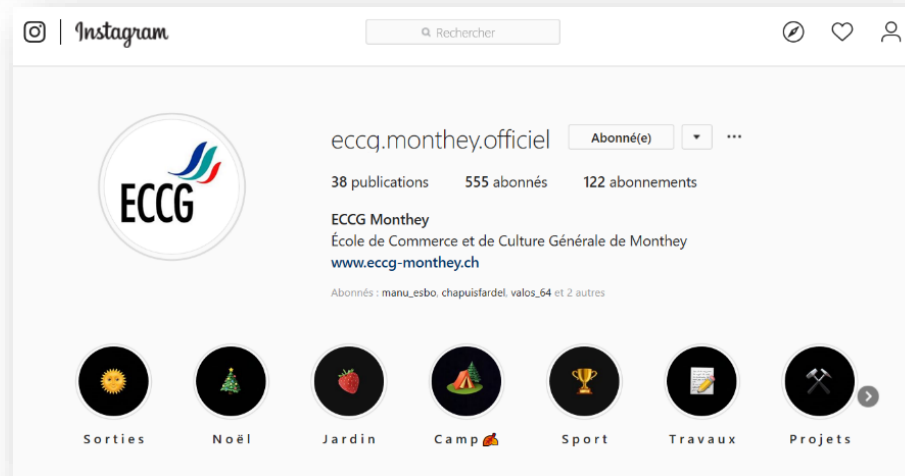 Instagram
Rechercher
ECCG
eccg.monthey.officiel Abonné(e)
38 publications 555 abonnés 122 abonnements
ECCG Monthey
École de Commerce et de Culture Générale de Monthey
www.eccg-monthey.ch
Abonnés : manu_esbo, chapuisfardel, valos_64 et 2 autres
Sorties Noël Jardin Camp🍂 Sport Travaux Projets